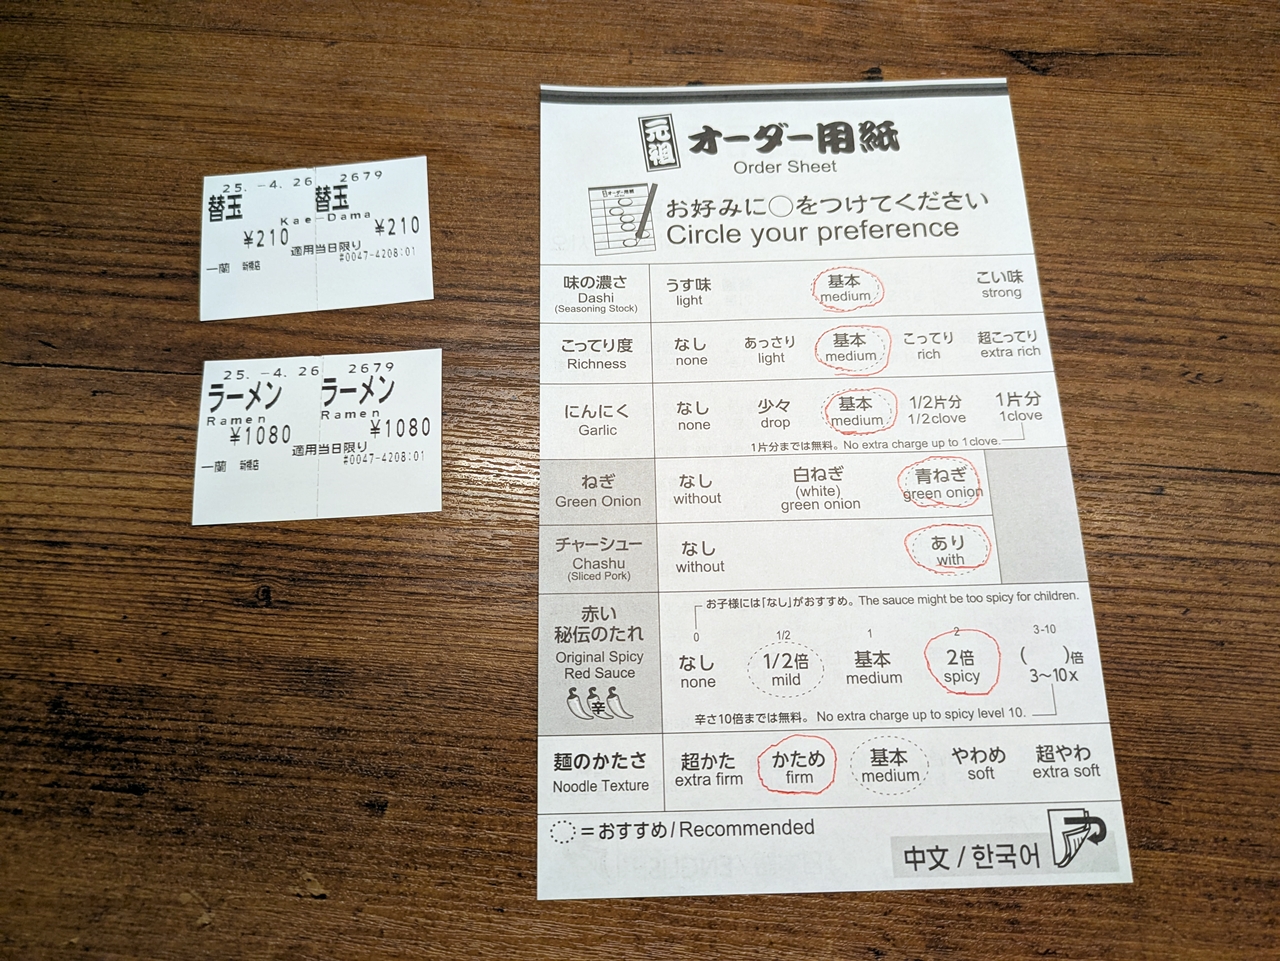 25. -4. 26 2679
替玉 替玉
Kae-Dama
¥210 ¥210
適用当日限り
一蘭 新橋店 #0047-4208:01
25. -4. 26 2679
ラーメン ラーメン
Ramen Ramen
¥1080 ¥1080
適用当日限り
一蘭 新橋店 #0047-4208:01
元祖 オーダー用紙
Order Sheet
お好みに○をつけてください
Circle your preference
味の濃さ うす味 基本 こい味
Dashi light medium strong
(Seasoning Stock)
こってり度 なし あっさり 基本 こってり 超こってり
Richness none light medium rich extra rich
にんにく なし 少々 基本 1/2片分 1片分
Garlic none drop medium 1/2clove 1clove
1片分までは無料。No extra charge up to 1clove.
ねぎ なし 白ねぎ 青ねぎ
Green Onion without (white) green onion
green onion
チャーシュー なし あり
Chashu without with
(Sliced Pork)
お子様には「なし」がおすすめ。The sauce might be too spicy for children.
赤い
秘伝のたれ
Original Spicy
Red Sauce
辛
0 1/2 1 2 3-10
なし 1/2倍 基本 2倍 ( )倍
none mild medium spicy 3〜10x
辛さ10倍までは無料。No extra charge up to spicy level 10.
麺のかたさ 超かた かため 基本 やわめ 超やわ
Noodle Texture extra firm firm medium soft extra soft
=おすすめ/Recommended
中文 / 한국어